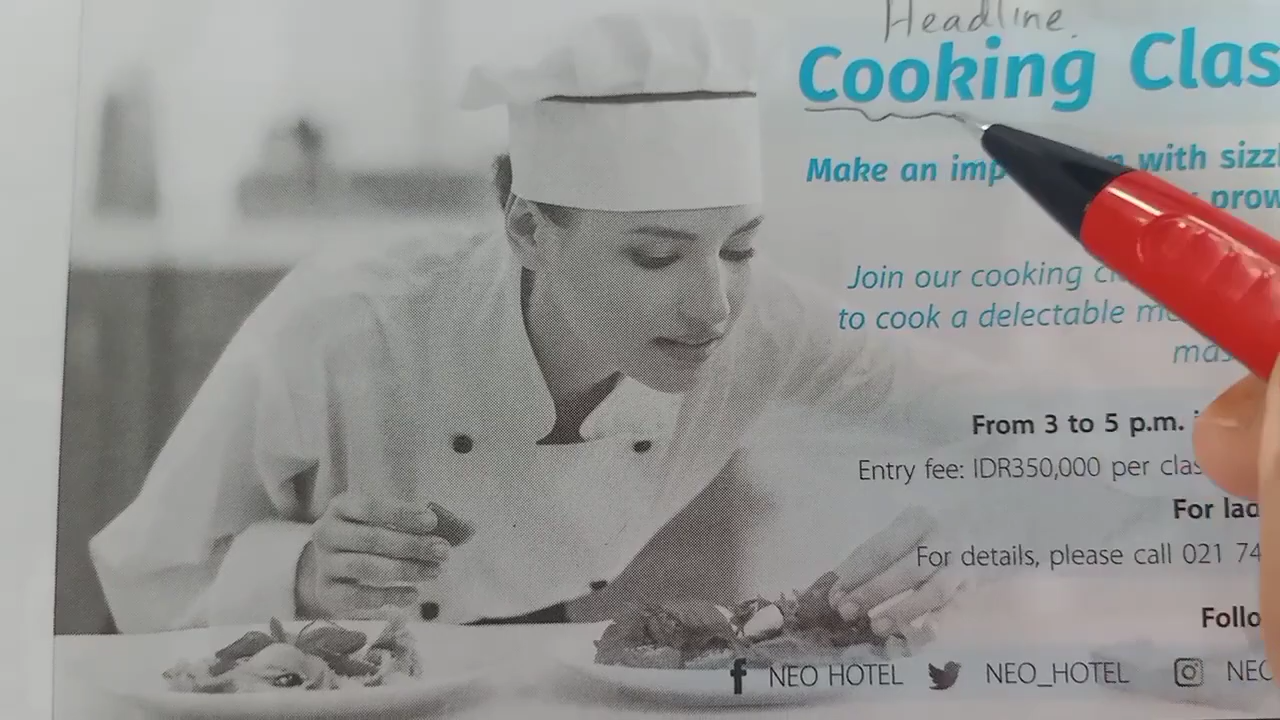 Headline.
Cooking Clas
Make an imp with sizzl
prow
Join our cooking
to cook a delectable
mas
From 3 to 5 p.m.
Entry fee: IDR350,000 per clas
For lad
For details, please call 021 74
Follo
f NEO HOTEL NEO_HOTEL NEO